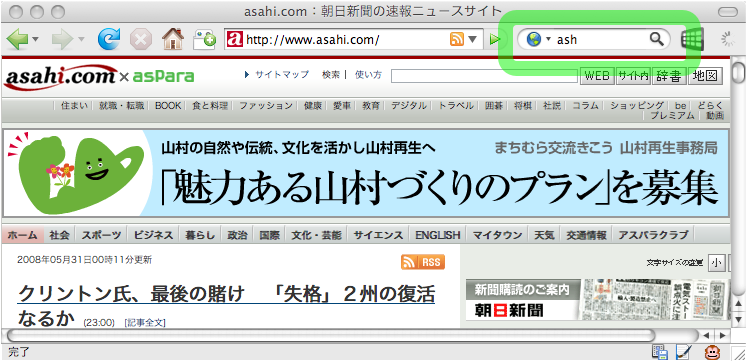 asahi.com：朝日新聞の速報ニュースサイト
http://www.asahi.com/
ash
asahi.com × asPara
サイトマップ 検索 | 使い方 WEB サイト内 辞書 地図
住まい 就職・転職 BOOK 食と料理 ファッション 健康 愛車 教育 デジタル トラベル 囲碁 将棋 社説 コラム ショッピング be どらく
プレミアム 動画
山村の自然や伝統、文化を活かし山村再生へ まちむら交流きこう 山村再生事務局
「魅力ある山村づくりのプラン」を募集
ホーム 社会 スポーツ ビジネス 暮らし 政治 国際 文化・芸能 サイエンス ENGLISH マイタウン 天気 交通情報 アスパラクラブ
2008年05月31日00時11分更新 RSS 文字サイズの変更 小
クリントン氏、最後の賭け 「失格」２州の復活
なるか (23:00) [記事全文]
新聞購読のご案内
朝日新聞
完了